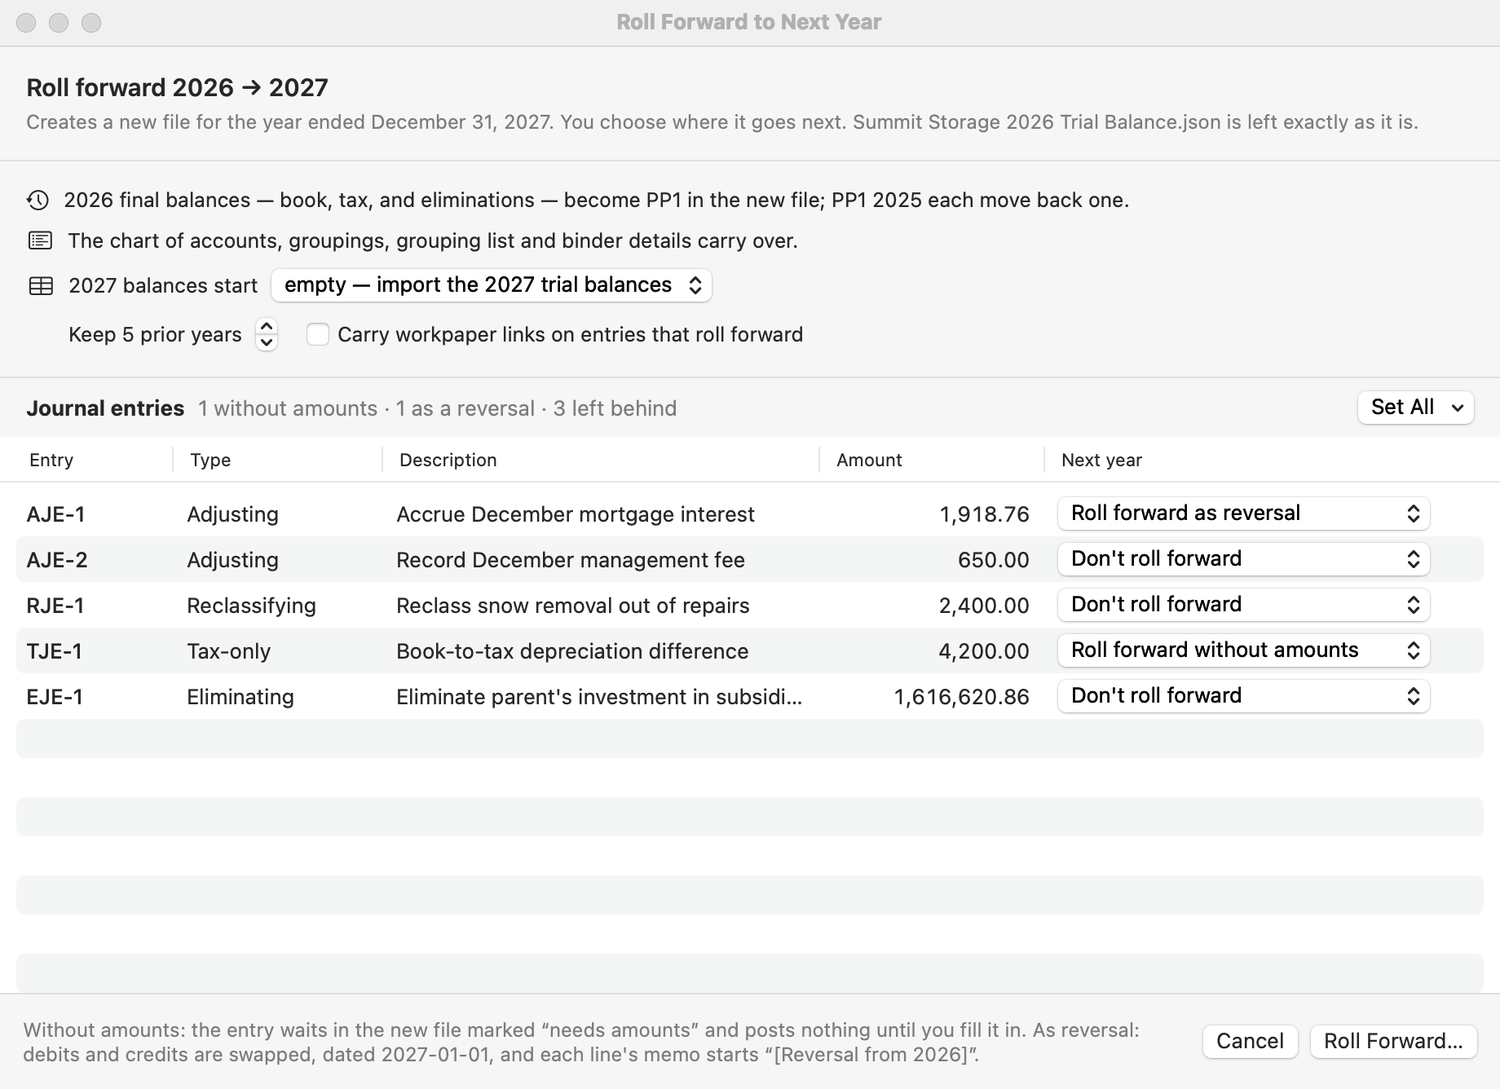 Roll Forward to Next Year
Roll forward 2026 → 2027
Creates a new file for the year ended December 31, 2027. You choose where it goes next. Summit Storage 2026 Trial Balance.json is left exactly as it is.
2026 final balances — book, tax, and eliminations — become PP1 in the new file; PP1 2025 each move back one.
The chart of accounts, groupings, grouping list and binder details carry over.
2027 balances start empty — import the 2027 trial balances
Keep 5 prior years Carry workpaper links on entries that roll forward
Journal entries 1 without amounts · 1 as a reversal · 3 left behind Set All
Entry Type Description Amount Next year
AJE-1 Adjusting Accrue December mortgage interest 1,918.76 Roll forward as reversal
AJE-2 Adjusting Record December management fee 650.00 Don't roll forward
RJE-1 Reclassifying Reclass snow removal out of repairs 2,400.00 Don't roll forward
TJE-1 Tax-only Book-to-tax depreciation difference 4,200.00 Roll forward without amounts
EJE-1 Eliminating Eliminate parent's investment in subsidi... 1,616,620.86 Don't roll forward
Without amounts: the entry waits in the new file marked “needs amounts” and posts nothing until you fill it in. As reversal:
debits and credits are swapped, dated 2027-01-01, and each line's memo starts “[Reversal from 2026]”.
Cancel Roll Forward...